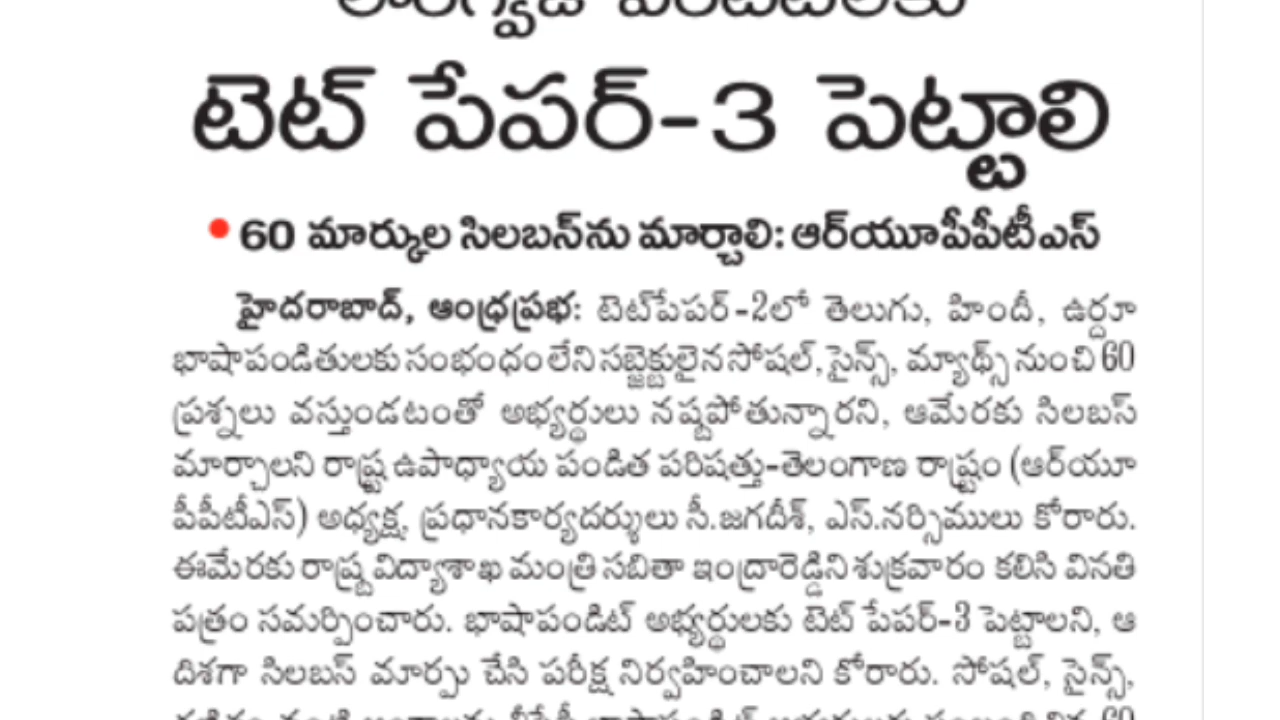 టెట్ పేపర్-3 పెట్టాలి
60 మార్కుల సిలబస్‌ను మార్చాలి: ఆర్‌యూపీపీటీఎస్
హైదరాబాద్, ఆంధ్రప్రభ: టెట్‌పేపర్-2లో తెలుగు, హిందీ, ఉర్దూ
భాషాపండితులకు సంభంధం లేని సబ్జెక్టులైన సోషల్, సైన్స్, మ్యాథ్స్ నుంచి 60
ప్రశ్నలు వస్తుండటంతో అభ్యర్థులు నష్టపోతున్నారని, ఆమేరకు సిలబస్
మార్చాలని రాష్ట్ర ఉపాధ్యాయ పండిత పరిషత్తు-తెలంగాణ రాష్ట్రం (ఆర్‌యూ
పీపీటీఎస్) అధ్యక్ష, ప్రధానకార్యదర్శులు సీ.జగదీశ్, ఎస్.నర్సిములు కోరారు.
ఈమేరకు రాష్ట్ర విద్యాశాఖ మంత్రి సబితా ఇంద్రారెడ్డిని శుక్రవారం కలిసి వినతి
పత్రం సమర్పించారు. భాషాపండిట్ అభ్యర్థులకు టెట్ పేపర్-3 పెట్టాలని, ఆ
దిశగా సిలబస్ మార్పు చేసి పరీక్ష నిర్వహించాలని కోరారు. సోషల్, సైన్స్,